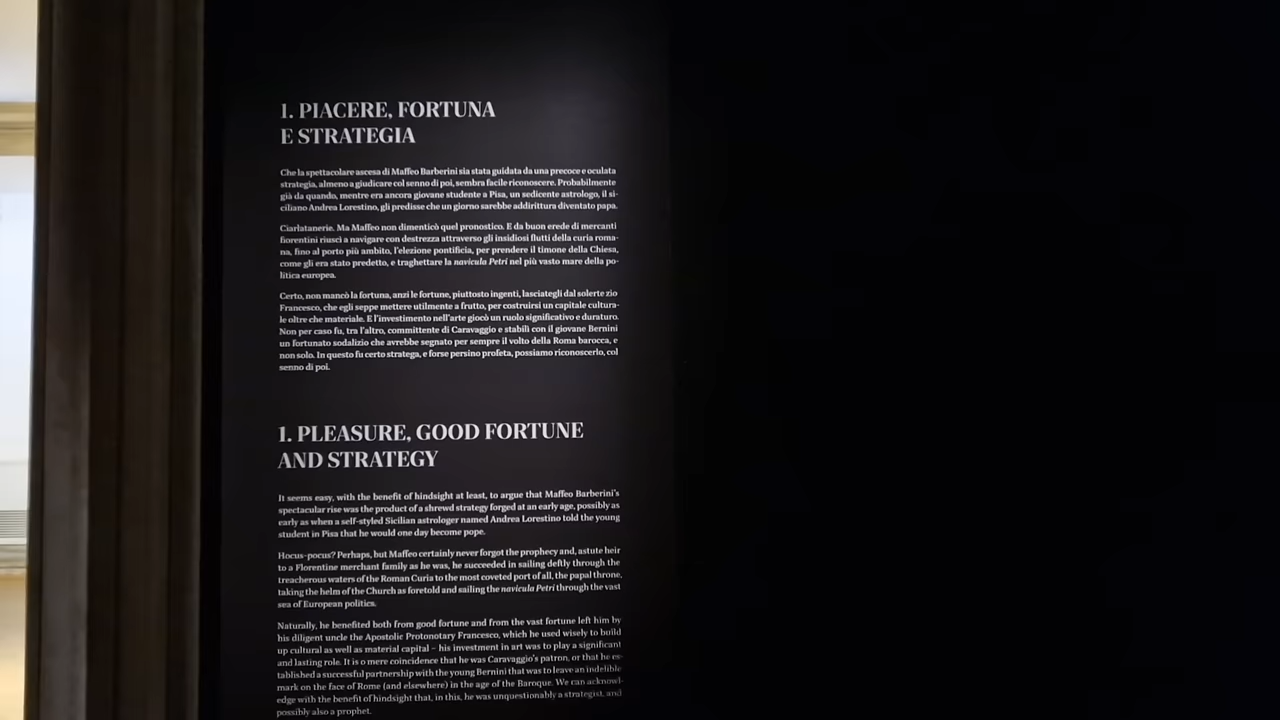 1. PIACERE, FORTUNA
E STRATEGIA
Che la spettacolare ascesa di Maffeo Barberini sia stata guidata da una precoce e oculata
strategia, almeno a giudicare col senno di poi, sembra facile riconoscere. Probabilmente
già da quando, mentre era ancora giovane studente a Pisa, un sedicente astrologo, il si-
ciliano Andrea Lorestino, gli predisse che un giorno sarebbe addirittura diventato papa.
Ciarlatanerie. Ma Maffeo non dimenticò quel pronostico. E da buon erede di mercanti
fiorentini riuscì a navigare con destrezza attraverso gli insidiosi flutti della curia roma-
na, fino al porto più ambito, l'elezione pontificia, per prendere il timone della Chiesa,
come gli era stato predetto, e traghettare la navicula Petri nel più vasto mare della po-
litica europea.
Certo, non mancò la fortuna, anzi le fortune, piuttosto ingenti, lasciategli dal solerte zio
Francesco, che egli seppe mettere utilmente a frutto, per costruirsi un capitale cultura-
le oltre che materiale. E l'investimento nell'arte giocò un ruolo significativo e duraturo.
Non per caso fu, tra l'altro, committente di Caravaggio e stabilì con il giovane Bernini
un fortunato sodalizio che avrebbe segnato per sempre il volto della Roma barocca, e
non solo. In questo fu certo stratega, e forse persino profeta, possiamo riconoscerlo, col
senno di poi.
1. PLEASURE, GOOD FORTUNE
AND STRATEGY
It seems easy, with the benefit of hindsight at least, to argue that Maffeo Barberini's
spectacular rise was the product of a shrewd strategy forged at an early age, possibly as
early as when a self-styled Sicilian astrologer named Andrea Lorestino told the young
student in Pisa that he would one day become pope.
Hocus-pocus? Perhaps, but Maffeo certainly never forgot the prophecy and, astute heir
to a Florentine merchant family as he was, he succeeded in sailing deftly through the
treacherous waters of the Roman Curia to the most coveted port of all, the papal throne,
taking the helm of the Church as foretold and sailing the navicula Petri through the vast
sea of European politics.
Naturally, he benefited both from good fortune and from the vast fortune left him by
his diligent uncle the Apostolic Protonotary Francesco, which he used wisely to build
up cultural as well as material capital – his investment in art was to play a significant
and lasting role. It is o mere coincidence that he was Caravaggio's patron, or that he es-
tablished a successful partnership with the young Bernini that was to leave an indelible
mark on the face of Rome (and elsewhere) in the age of the Baroque. We can acknowl-
edge with the benefit of hindsight that, in this, he was unquestionably a strategist, and
possibly also a prophet.